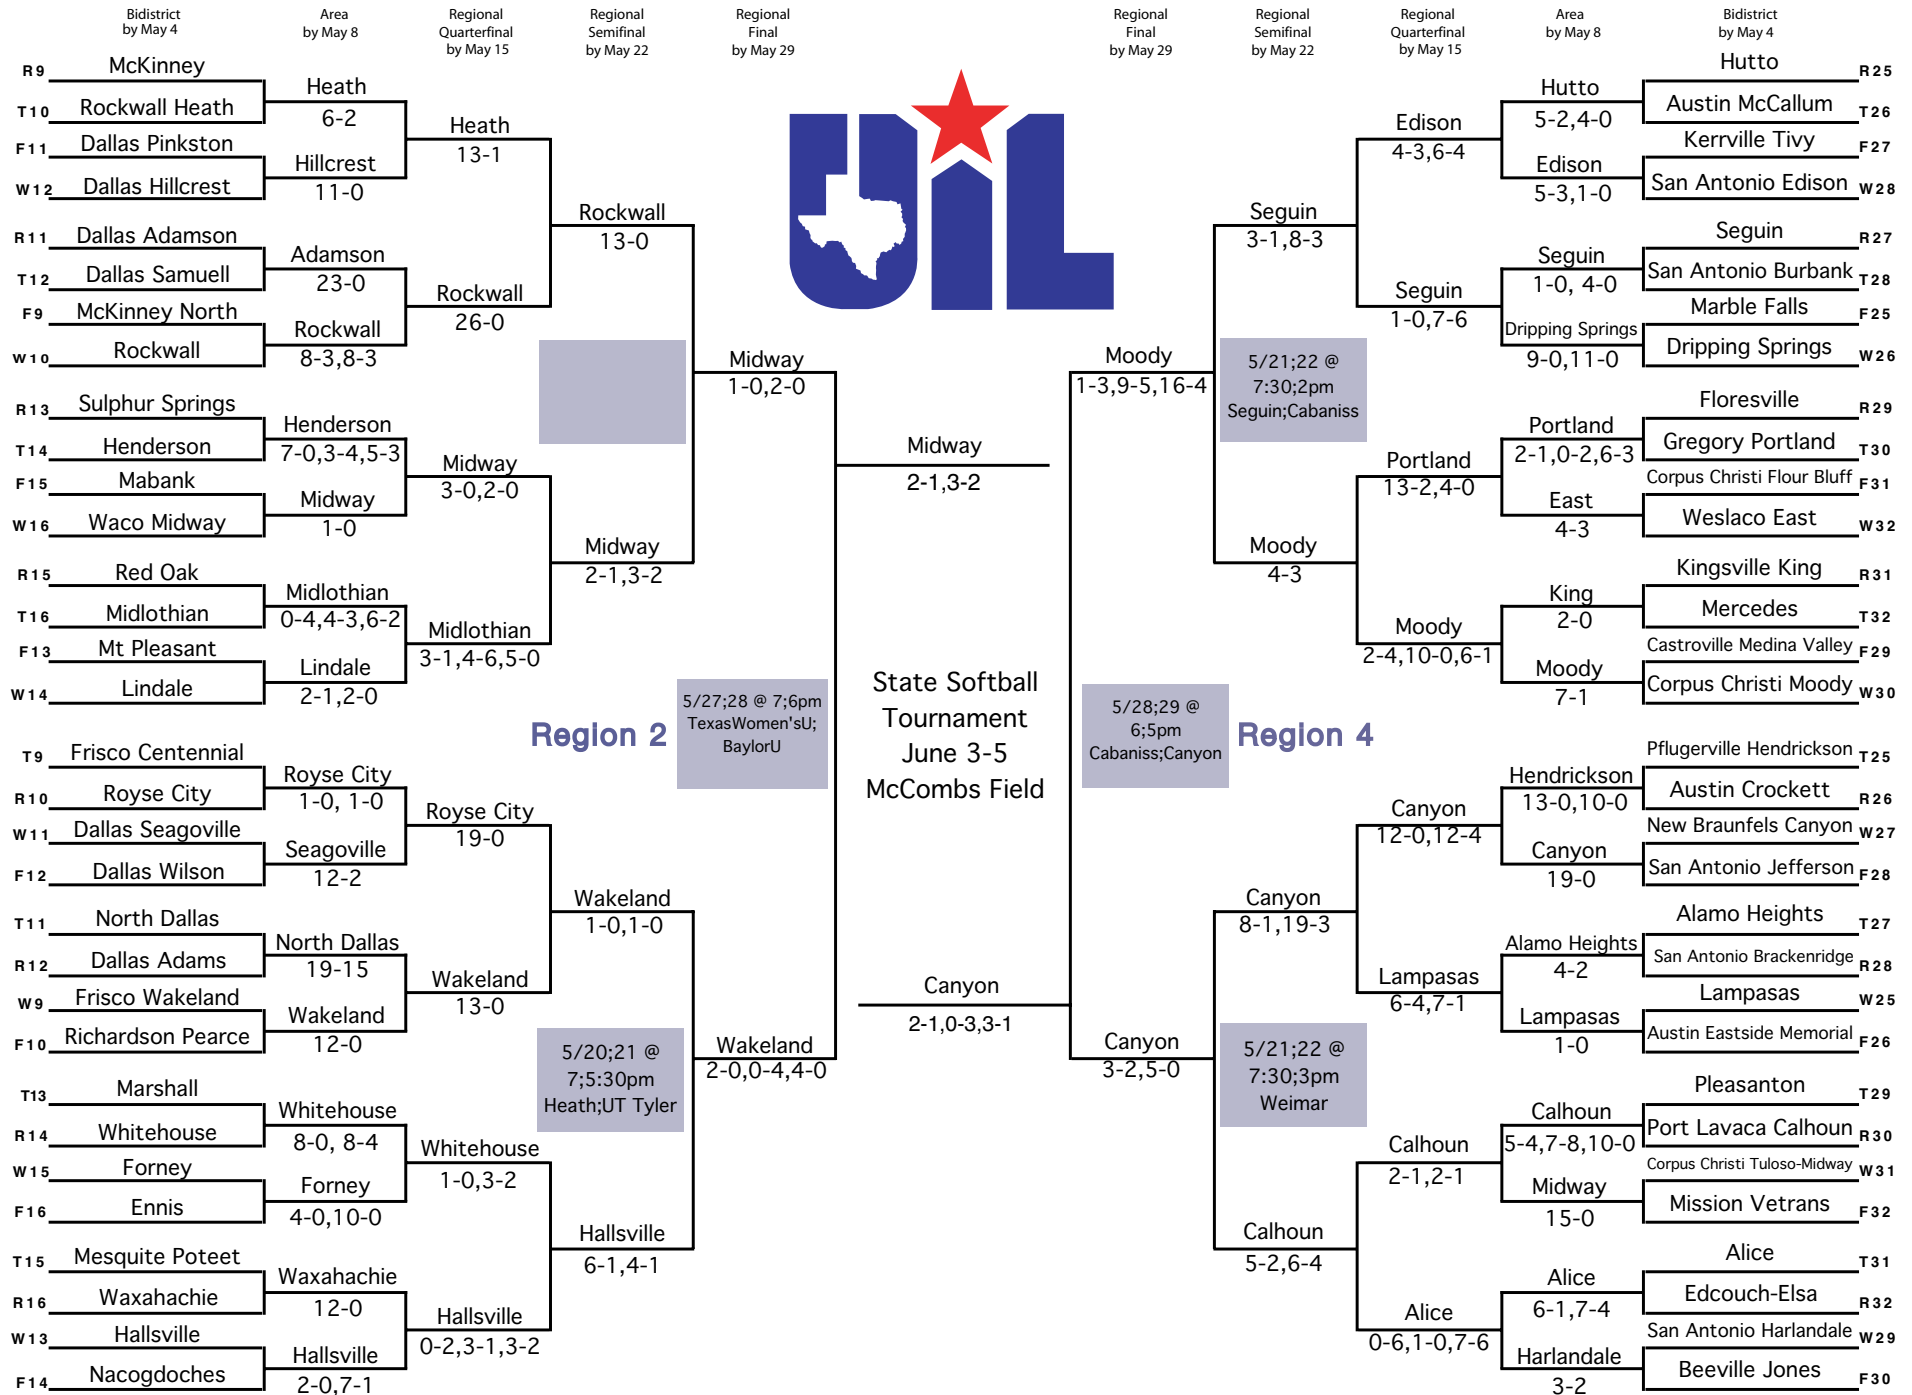 Bidistrict
by May 4
Area
by May 8
Regional
Quarterfinal
by May 15
Regional
Semifinal
by May 22
Regional
Final
by May 29
Regional
Final
by May 29
Regional
Semifinal
by May 22
Regional
Quarterfinal
by May 15
Area
by May 8
Bidistrict
by May 4
R9 McKinney
T10 Rockwall Heath
F11 Dallas Pinkston
W12 Dallas Hillcrest
R11 Dallas Adamson
T12 Dallas Samuell
F9 McKinney North
W10 Rockwall
R13 Sulphur Springs
T14 Henderson
F15 Mabank
W16 Waco Midway
R15 Red Oak
T16 Midlothian
F13 Mt Pleasant
W14 Lindale
T9 Frisco Centennial
R10 Royse City
W11 Dallas Seagoville
F12 Dallas Wilson
T11 North Dallas
R12 Dallas Adams
W9 Frisco Wakeland
F10 Richardson Pearce
T13 Marshall
R14 Whitehouse
W15 Forney
F16 Ennis
T15 Mesquite Poteet
R16 Waxahachie
W13 Hallsville
F14 Nacogdoches
Heath
6-2
Hillcrest
11-0
Adamson
23-0
Rockwall
8-3,8-3
Henderson
7-0,3-4,5-3
Midway
1-0
Midlothian
0-4,4-3,6-2
Lindale
2-1,2-0
Royse City
1-0, 1-0
Seagoville
12-2
North Dallas
19-15
Wakeland
12-0
Whitehouse
8-0, 8-4
Forney
4-0,10-0
Waxahachie
12-0
Hallsville
2-0,7-1
Heath
13-1
Rockwall
26-0
Midway
3-0,2-0
Midlothian
3-1,4-6,5-0
Royse City
19-0
Wakeland
13-0
Whitehouse
1-0,3-2
Hallsville
0-2,3-1,3-2
Rockwall
13-0
Midway
2-1,3-2
Region 2
Wakeland
1-0,1-0
5/20;21 @
7;5:30pm
Heath;UT Tyler
Hallsville
6-1,4-1
Midway
1-0,2-0
5/27;28 @ 7;6pm
TexasWomen'sU;
BaylorU
Wakeland
2-0,0-4,4-0
UIL
Midway
2-1,3-2
State Softball
Tournament
June 3-5
McCombs Field
Canyon
2-1,0-3,3-1
Moody
1-3,9-5,16-4
5/28;29 @
6;5pm
Cabaniss;Canyon
Canyon
3-2,5-0
Seguin
3-1,8-3
5/21;22 @
7:30;2pm
Seguin;Cabaniss
Moody
4-3
Region 4
Canyon
8-1,19-3
5/21;22 @
7:30;3pm
Weimar
Calhoun
5-2,6-4
Edison
4-3,6-4
Seguin
1-0,7-6
Portland
13-2,4-0
Moody
2-4,10-0,6-1
Canyon
12-0,12-4
Lampasas
6-4,7-1
Calhoun
2-1,2-1
Alice
0-6,1-0,7-6
Hutto
5-2,4-0
Edison
5-3,1-0
Seguin
1-0, 4-0
Dripping Springs
9-0,11-0
Portland
2-1,0-2,6-3
East
4-3
King
2-0
Moody
7-1
Hendrickson
13-0,10-0
Canyon
19-0
Alamo Heights
4-2
Lampasas
1-0
Calhoun
5-4,7-8,10-0
Midway
15-0
Alice
6-1,7-4
Harlandale
3-2
Hutto R25
Austin McCallum T26
Kerrville Tivy F27
San Antonio Edison W28
Seguin R27
San Antonio Burbank T28
Marble Falls F25
Dripping Springs W26
Floresville R29
Gregory Portland T30
Corpus Christi Flour Bluff F31
Weslaco East W32
Kingsville King R31
Mercedes T32
Castroville Medina Valley F29
Corpus Christi Moody W30
Pflugerville Hendrickson T25
Austin Crockett R26
New Braunfels Canyon W27
San Antonio Jefferson F28
Alamo Heights T27
San Antonio Brackenridge R28
Lampasas W25
Austin Eastside Memorial F26
Pleasanton T29
Port Lavaca Calhoun R30
Corpus Christi Tuloso-Midway W31
Mission Vetrans F32
Alice T31
Edcouch-Elsa R32
San Antonio Harlandale W29
Beeville Jones F30